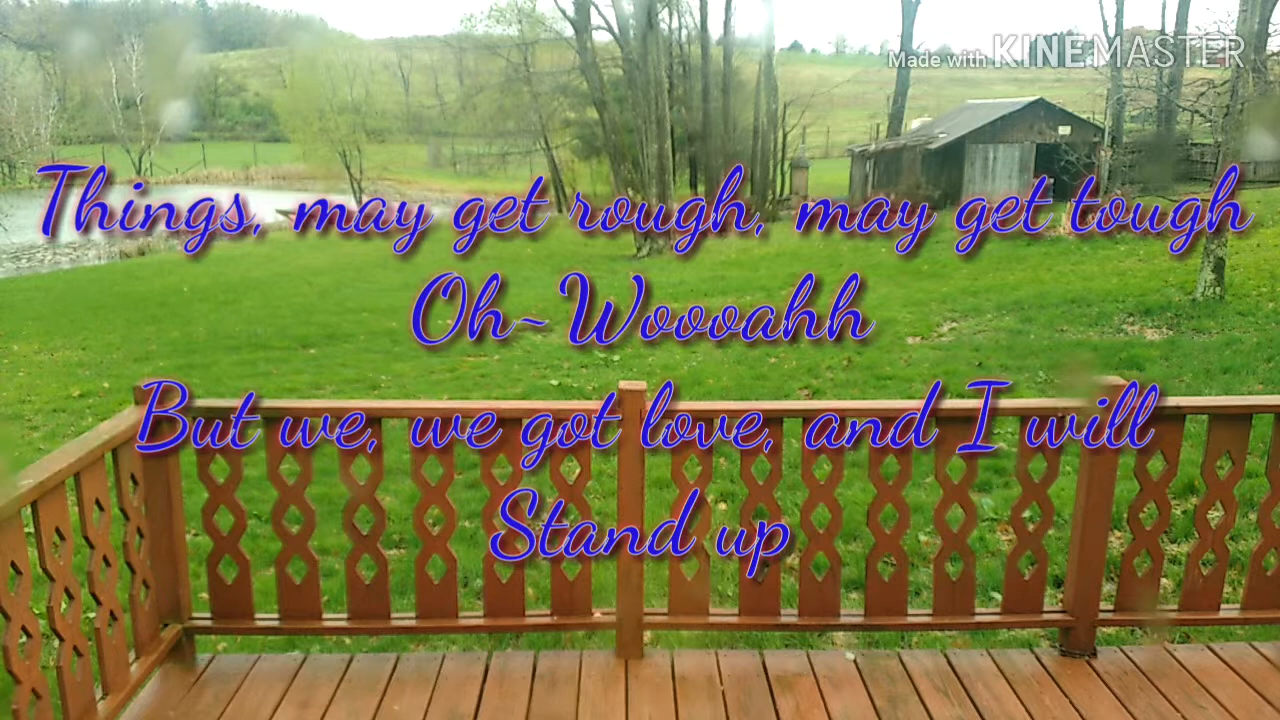 Made with KINEMASTER
Things, may get rough, may get tough
Oh~Woooahh
But we, we got love, and I will
Stand up